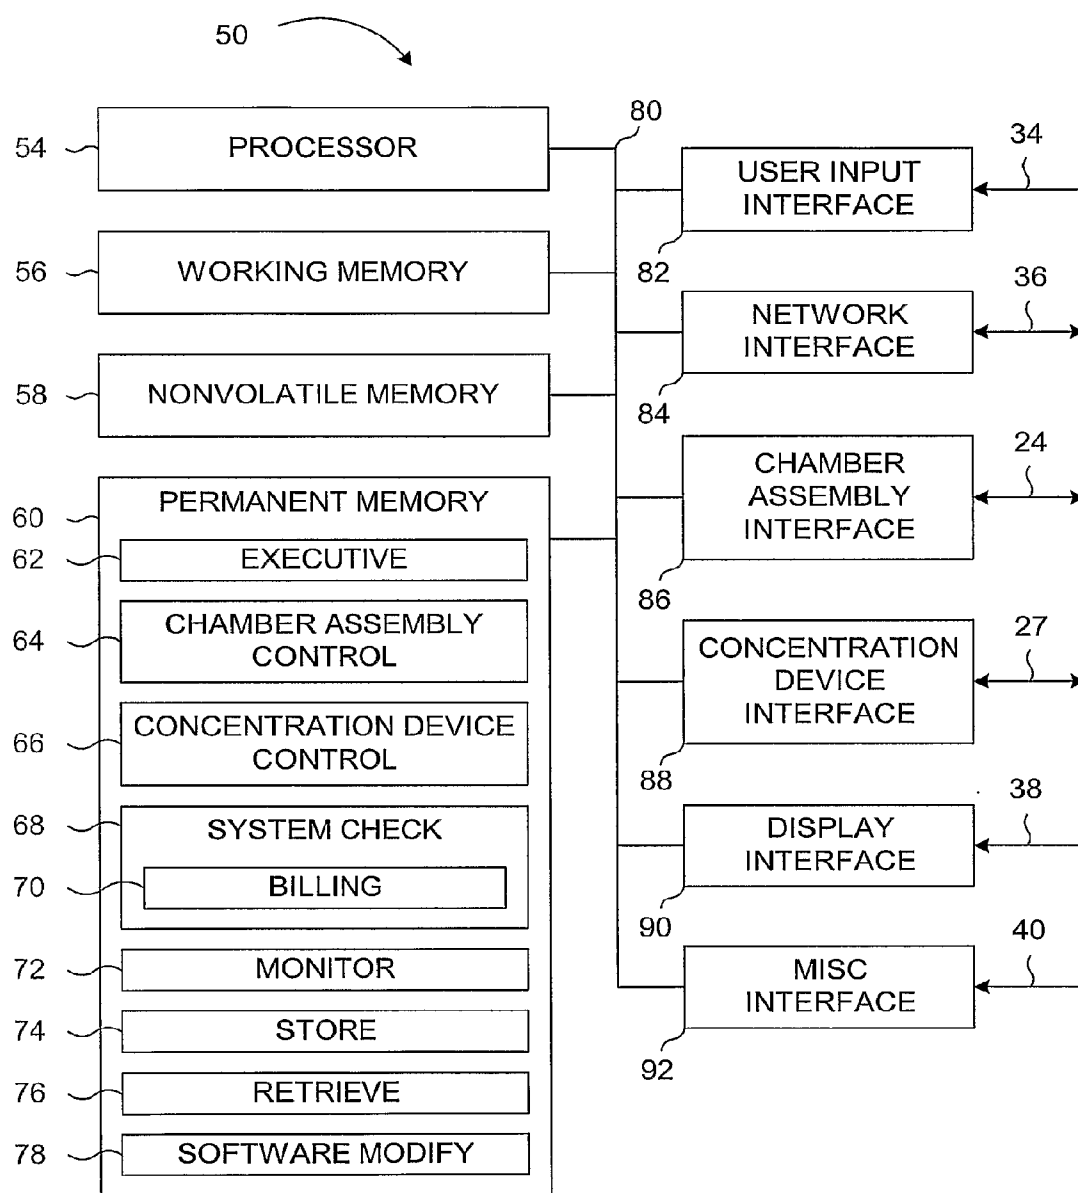 50
54
PROCESSOR
56
WORKING MEMORY
58
NONVOLATILE MEMORY
60
PERMANENT MEMORY
62
EXECUTIVE
64
CHAMBER ASSEMBLY
CONTROL
66
CONCENTRATION DEVICE
CONTROL
68
SYSTEM CHECK
70
BILLING
72
MONITOR
74
STORE
76
RETRIEVE
78
SOFTWARE MODIFY
80
USER INPUT
INTERFACE
82
34
NETWORK
INTERFACE
84
36
CHAMBER
ASSEMBLY
INTERFACE
86
24
CONCENTRATION
DEVICE
INTERFACE
88
27
DISPLAY
INTERFACE
90
38
MISC
INTERFACE
92
40